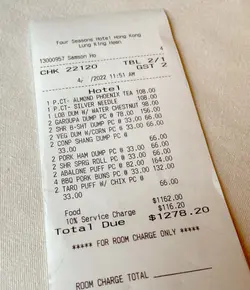 Four Seasons Hotel Hong Kong
Lung King Heen
1300957 Samson Ho 4
CHK 22120 TBL 2/1
GST 2
4, /2022 11:51 AM
Hotel
1 P.CT- ALMOND PHOENIX TEA 108.00
1 P.CT- SILVER NEEDLE 108.00
1 LOB DUM W/ WATER CHESTNUT 98.00
2 GAROUPA DUMP PC @ 78.00 156.00
2 SHR B-SHT DUMP PC @ 33.00 66.00
2 VEG DUM W/CORN PC @ 33.00 66.00
2 CONP SHANG DUMP PC @
33.00 66.00
2 PORK HAM DUMP PC @ 33.00 66.00
2 SHR SPRG ROLL PC @ 33.00 66.00
2 ABALONE PUFF PC @ 82.00 164.00
4 BBQ PORK BUNS PC @ 33.00 132.00
2 TARO PUFF W/ CHIX PC @
33.00 66.00
Food $1162.00
10% Service Charge $116.20
Total Due $1278.20
***** FOR ROOM CHARGE ONLY *****
ROOM CHARGE TOTAL